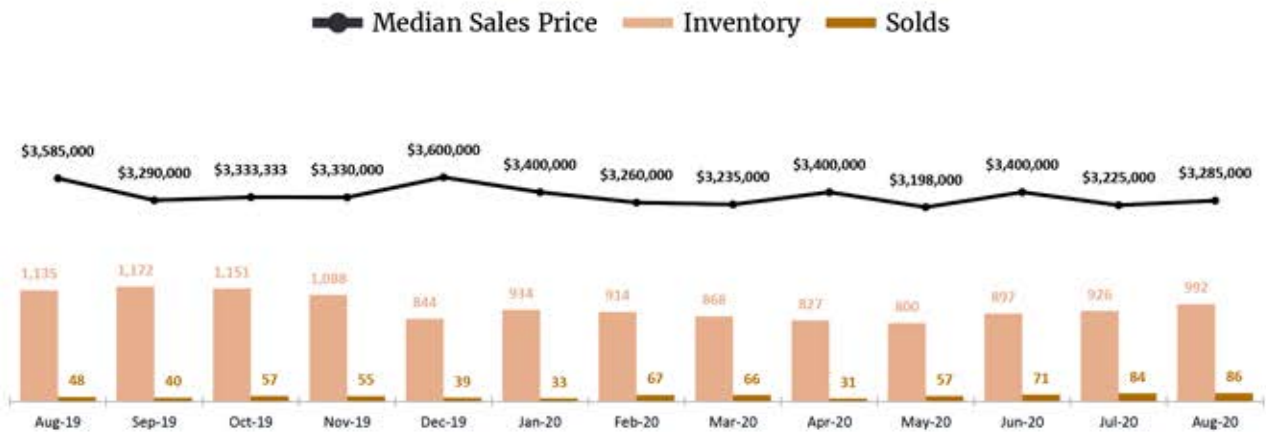 Median Sales Price Inventory Solds
$3,585,000 $3,290,000 $3,333,333 $3,330,000 $3,600,000 $3,400,000 $3,260,000 $3,235,000 $3,400,000 $3,198,000 $3,400,000 $3,225,000 $3,285,000
1,135 1,172 1,151 1,088 844 934 914 868 827 800 897 926 992
48 40 57 55 39 33 67 66 31 57 71 84 86
Aug-19 Sep-19 Oct-19 Nov-19 Dec-19 Jan-20 Feb-20 Mar-20 Apr-20 May-20 Jun-20 Jul-20 Aug-20